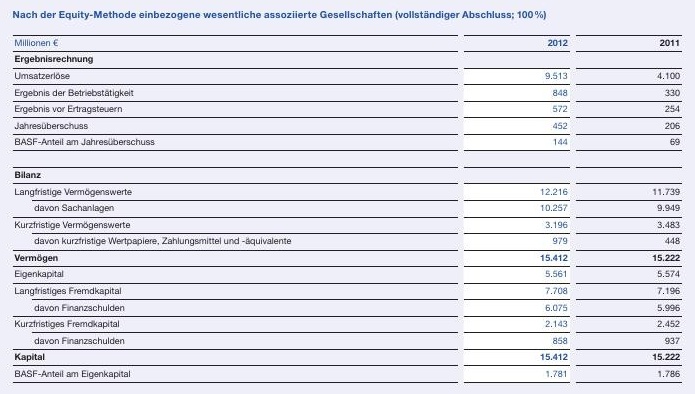 Nach der Equity-Methode einbezogene wesentliche assoziierte Gesellschaften (vollständiger Abschluss; 100 %)
Millionen € 2012 2011
Ergebnisrechnung
Umsatzerlöse 9.513 4.100
Ergebnis der Betriebstätigkeit 848 330
Ergebnis vor Ertragsteuern 572 254
Jahresüberschuss 452 206
BASF-Anteil am Jahresüberschuss 144 69
Bilanz
Langfristige Vermögenswerte 12.216 11.739
davon Sachanlagen 10.257 9.949
Kurzfristige Vermögenswerte 3.196 3.483
davon kurzfristige Wertpapiere, Zahlungsmittel und -äquivalente 979 448
Vermögen 15.412 15.222
Eigenkapital 5.561 5.574
Langfristiges Fremdkapital 7.708 7.196
davon Finanzschulden 6.075 5.996
Kurzfristiges Fremdkapital 2.143 2.452
davon Finanzschulden 858 937
Kapital 15.412 15.222
BASF-Anteil am Eigenkapital 1.781 1.786